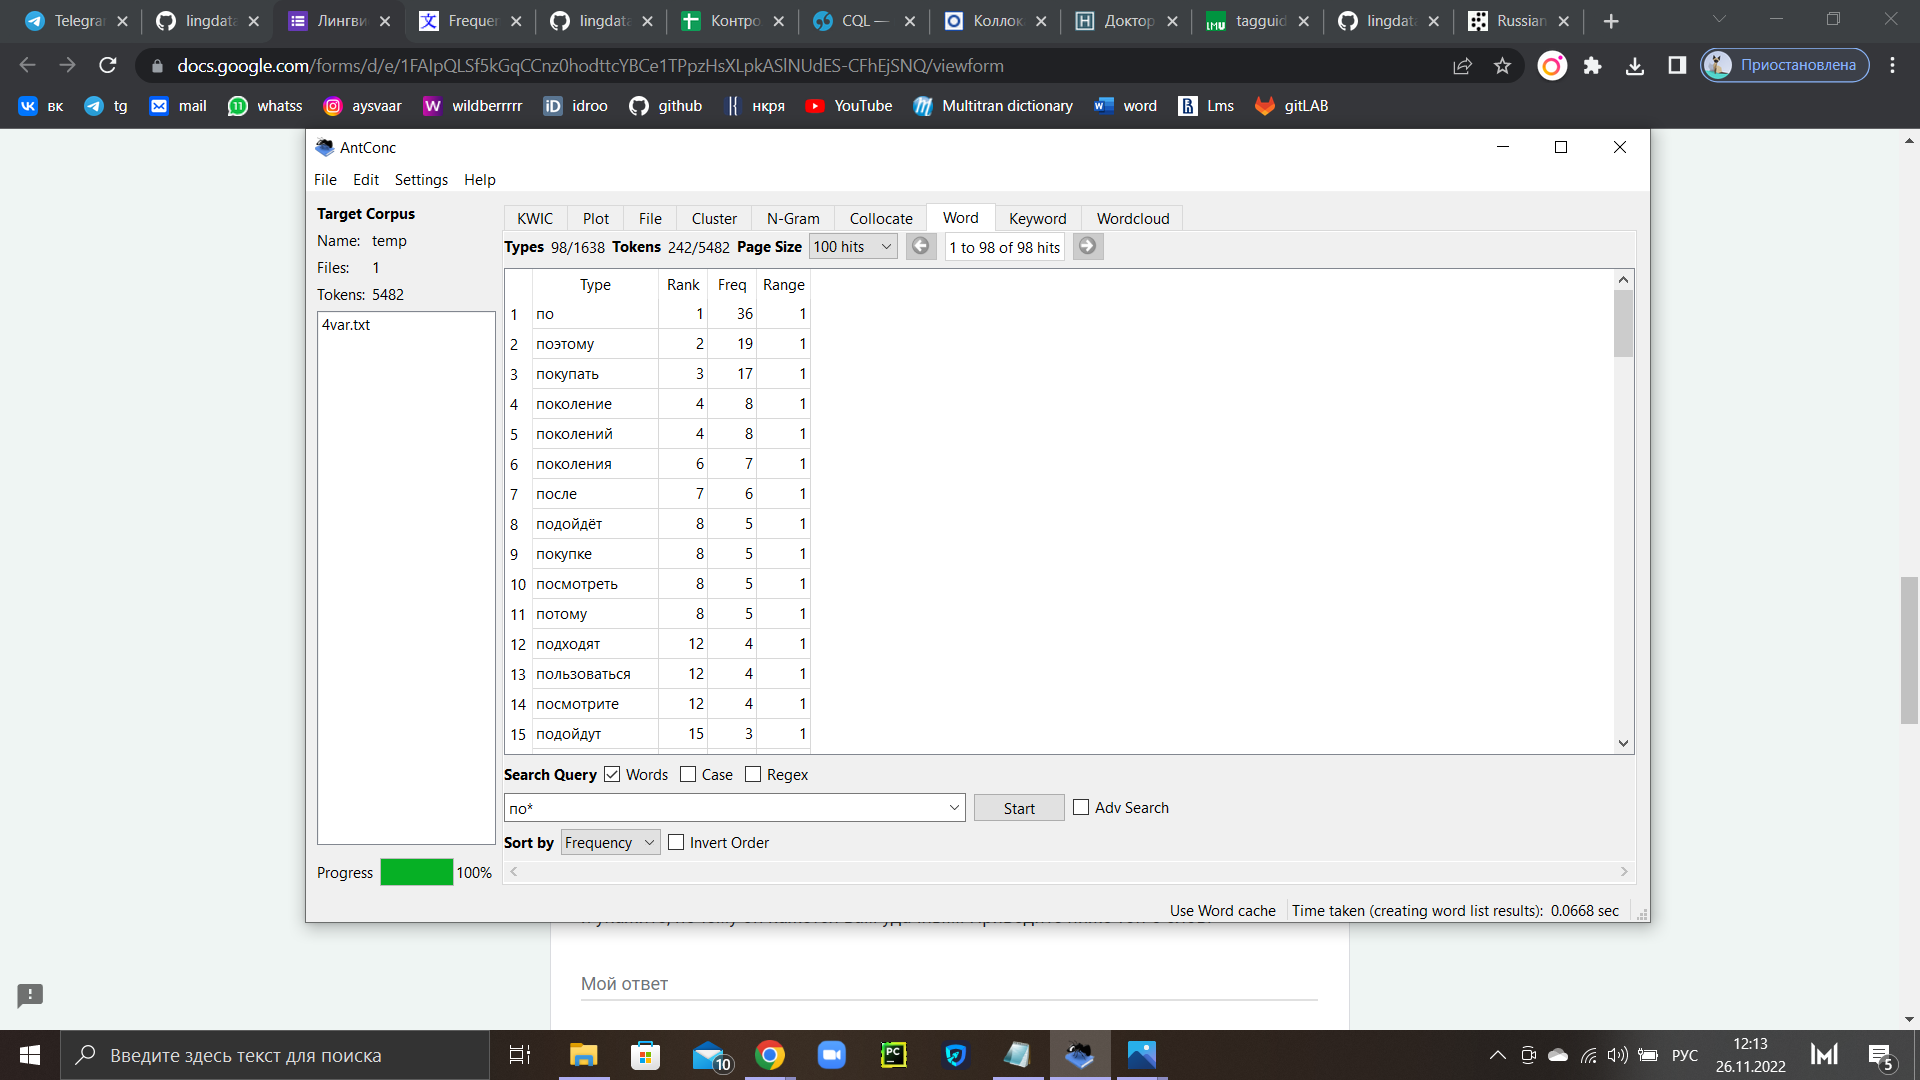 Telegra
lingdata
Лингви
Frequen
lingdata
Контро
CQL —
Коллок
Доктор
tagguid
lingdata
Russian
docs.google.com/forms/d/e/1FAIpQLSf5kGqCCnz0hodttcYBCe1TPpzHsXLpkASlNUdES-CFhEjSNQ/viewform
Приостановлена
вк
tg
mail
whatss
aysvaar
wildberrrrr
idroo
github
нкря
YouTube
Multitran dictionary
word
Lms
gitLAB
AntConc
File Edit Settings Help
Target Corpus
Name: temp
Files: 1
Tokens: 5482
4var.txt
Progress 100%
KWIC Plot File Cluster N-Gram Collocate Word Keyword Wordcloud
Types 98/1638 Tokens 242/5482 Page Size 100 hits 1 to 98 of 98 hits
Type Rank Freq Range
1 по 1 36 1
2 поэтому 2 19 1
3 покупать 3 17 1
4 поколение 4 8 1
5 поколений 4 8 1
6 поколения 6 7 1
7 после 7 6 1
8 подойдёт 8 5 1
9 покупке 8 5 1
10 посмотреть 8 5 1
11 потому 8 5 1
12 подходят 12 4 1
13 пользоваться 12 4 1
14 посмотрите 12 4 1
15 подойдут 15 3 1
Search Query Words Case Regex
по* Start Adv Search
Sort by Frequency Invert Order
Use Word cache Time taken (creating word list results): 0.0668 sec
Мой ответ
Введите здесь текст для поиска
10
PC
РУС
12:13
26.11.2022
5